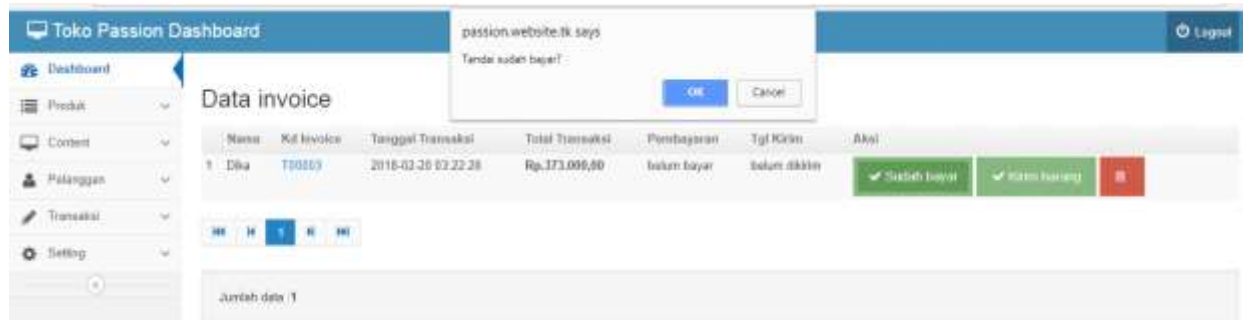 Toko Passion Dashboard
Logout
passion.website.tk says
Tandai sudah bayar?
OK
Cancel
Dashboard
Produk
Content
Pelanggan
Transaksi
Setting
Data invoice
Nama Kd Invoice Tanggal Transaksi Total Transaksi Pembayaran Tgl Kirim Aksi
1 Dika T00003 2018-02-20 03:22:28 Rp.373.000,00 belum bayar belum dikirim Sudah bayar Kirim barang
1
Jumlah data :1